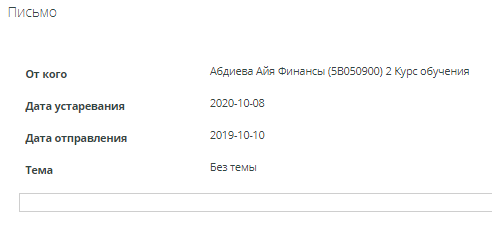 Письмо
От кого Абдиева Айя Финансы (5В050900) 2 Курс обучения
Дата устаревания 2020-10-08
Дата отправления 2019-10-10
Тема Без темы